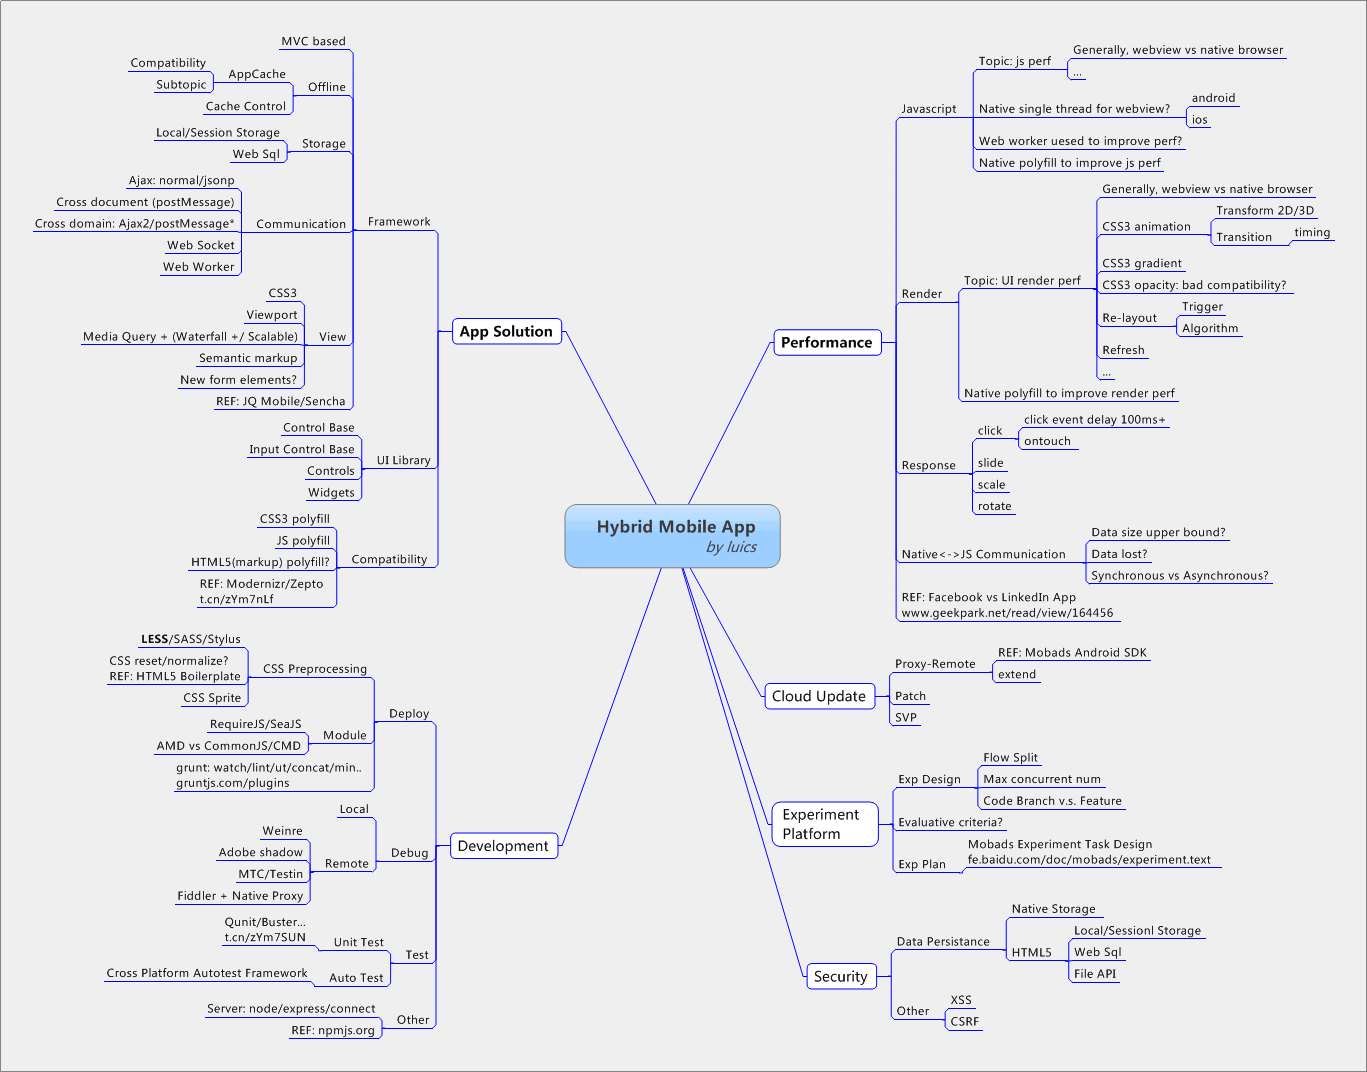 Hybrid Mobile App
by luics
App Solution
Framework
MVC based
Offline
AppCache
Compatibility
Subtopic
Cache Control
Storage
Local/Session Storage
Web Sql
Communication
Ajax: normal/jsonp
Cross document (postMessage)
Cross domain: Ajax2/postMessage*
Web Socket
Web Worker
View
CSS3
Viewport
Media Query + (Waterfall +/ Scalable)
Semantic markup
New form elements?
REF: JQ Mobile/Sencha
UI Library
Control Base
Input Control Base
Controls
Widgets
Compatibility
CSS3 polyfill
JS polyfill
HTML5(markup) polyfill?
REF: Modernizr/Zepto
t.cn/zYm7nLf
Development
Deploy
CSS Preprocessing
LESS/SASS/Stylus
CSS reset/normalize?
REF: HTML5 Boilerplate
CSS Sprite
Module
RequireJS/SeaJS
AMD vs CommonJS/CMD
grunt: watch/lint/ut/concat/min..
gruntjs.com/plugins
Debug
Local
Remote
Weinre
Adobe shadow
MTC/Testin
Fiddler + Native Proxy
Test
Unit Test
Qunit/Buster...
t.cn/zYm7SUN
Auto Test
Cross Platform Autotest Framework
Other
Server: node/express/connect
REF: npmjs.org
Performance
Javascript
Topic: js perf
Generally, webview vs native browser
...
Native single thread for webview?
android
ios
Web worker uesed to improve perf?
Native polyfill to improve js perf
Render
Topic: UI render perf
Generally, webview vs native browser
CSS3 animation
Transform 2D/3D
Transition
timing
CSS3 gradient
CSS3 opacity: bad compatibility?
Re-layout
Trigger
Algorithm
Refresh
...
Native polyfill to improve render perf
Response
click
click event delay 100ms+
ontouch
slide
scale
rotate
Native<->JS Communication
Data size upper bound?
Data lost?
Synchronous vs Asynchronous?
REF: Facebook vs LinkedIn App
www.geekpark.net/read/view/164456
Cloud Update
Proxy-Remote
REF: Mobads Android SDK
extend
Patch
SVP
Experiment
Platform
Exp Design
Flow Split
Max concurrent num
Code Branch v.s. Feature
Evaluative criteria?
Exp Plan
Mobads Experiment Task Design
fe.baidu.com/doc/mobads/experiment.text
Security
Data Persistance
Native Storage
HTML5
Local/Sessionl Storage
Web Sql
File API
Other
XSS
CSRF